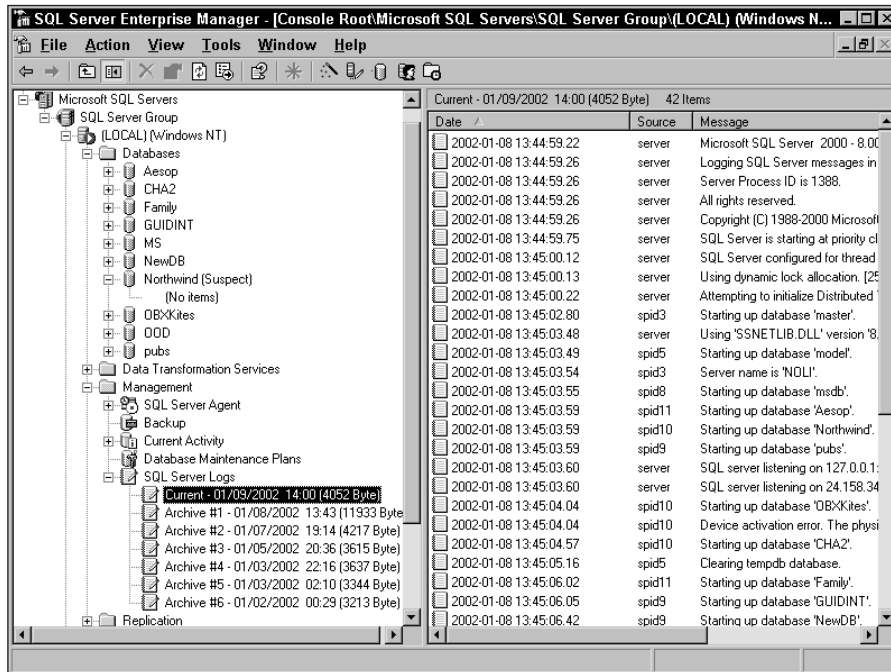 SQL Server Enterprise Manager - [Console Root\Microsoft SQL Servers\SQL Server Group\(LOCAL) (Windows N...
File Action View Tools Window Help
Microsoft SQL Servers
SQL Server Group
(LOCAL) (Windows NT)
Databases
Aesop
CHA2
Family
GUIDINT
MS
NewDB
Northwind (Suspect)
(No items)
OBXKites
OOD
pubs
Data Transformation Services
Management
SQL Server Agent
Backup
Current Activity
Database Maintenance Plans
SQL Server Logs
Current - 01/09/2002 14:00 (4052 Byte)
Archive #1 - 01/08/2002 13:43 (11933 Byte
Archive #2 - 01/07/2002 19:14 (4217 Byte)
Archive #3 - 01/05/2002 20:36 (3615 Byte)
Archive #4 - 01/03/2002 22:16 (3637 Byte)
Archive #5 - 01/03/2002 02:10 (3344 Byte)
Archive #6 - 01/02/2002 00:29 (3213 Byte)
Replication
Current - 01/09/2002 14:00 (4052 Byte) 42 Items
Date Source Message
2002-01-08 13:44:59.22 server Microsoft SQL Server 2000 - 8.00
2002-01-08 13:44:59.26 server Logging SQL Server messages in
2002-01-08 13:44:59.26 server Server Process ID is 1388.
2002-01-08 13:44:59.26 server All rights reserved.
2002-01-08 13:44:59.26 server Copyright (C) 1988-2000 Microsoft
2002-01-08 13:44:59.75 server SQL Server is starting at priority cl
2002-01-08 13:45:00.12 server SQL Server configured for thread
2002-01-08 13:45:00.13 server Using dynamic lock allocation. [25
2002-01-08 13:45:00.22 server Attempting to initialize Distributed
2002-01-08 13:45:02.80 spid3 Starting up database 'master'.
2002-01-08 13:45:03.48 server Using 'SSNETLIB.DLL' version '8.
2002-01-08 13:45:03.49 spid5 Starting up database 'model'.
2002-01-08 13:45:03.54 spid3 Server name is 'NOLI'.
2002-01-08 13:45:03.55 spid8 Starting up database 'msdb'.
2002-01-08 13:45:03.59 spid11 Starting up database 'Aesop'.
2002-01-08 13:45:03.59 spid10 Starting up database 'Northwind'.
2002-01-08 13:45:03.59 spid9 Starting up database 'pubs'.
2002-01-08 13:45:03.60 server SQL server listening on 127.0.0.1:
2002-01-08 13:45:03.60 server SQL server listening on 24.158.34
2002-01-08 13:45:04.04 spid10 Starting up database 'OBXKites'.
2002-01-08 13:45:04.04 spid10 Device activation error. The physi
2002-01-08 13:45:04.57 spid10 Starting up database 'CHA2'.
2002-01-08 13:45:05.16 spid5 Clearing tempdb database.
2002-01-08 13:45:06.02 spid11 Starting up database 'Family'.
2002-01-08 13:45:06.05 spid9 Starting up database 'GUIDINT'.
2002-01-08 13:45:06.42 spid9 Starting up database 'NewDB'.